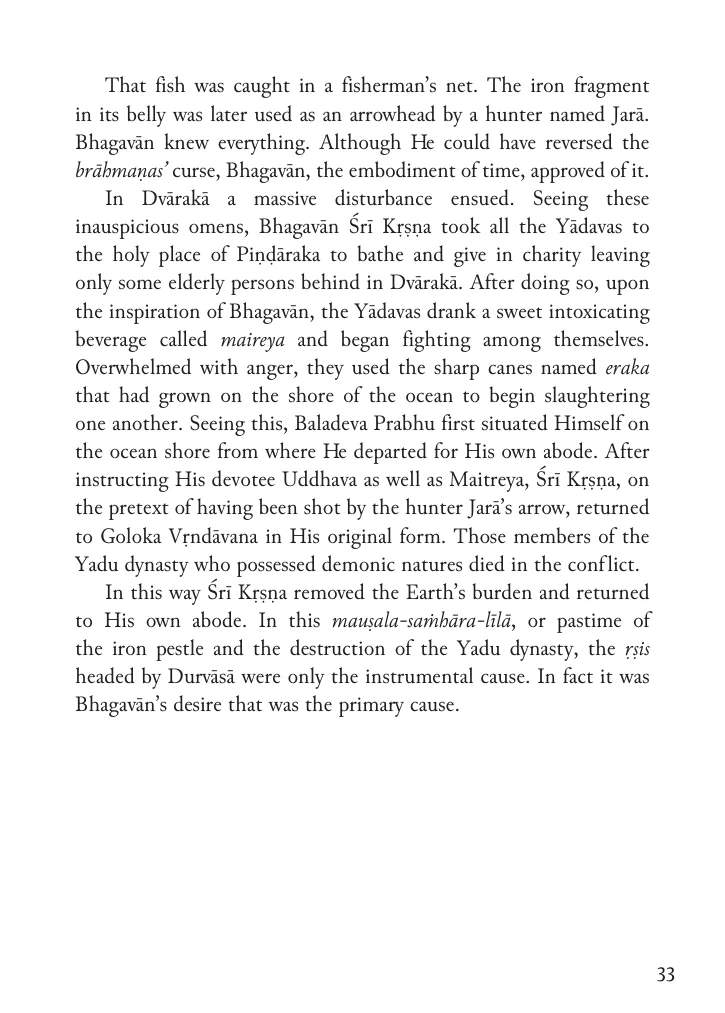 That fish was caught in a fisherman’s net. The iron fragment
in its belly was later used as an arrowhead by a hunter named Jarā.
Bhagavān knew everything. Although He could have reversed the
brāhmaṇas’ curse, Bhagavān, the embodiment of time, approved of it.
In Dvārakā a massive disturbance ensued. Seeing these
inauspicious omens, Bhagavān Śrī Kṛṣṇa took all the Yādavas to
the holy place of Piṇḍāraka to bathe and give in charity leaving
only some elderly persons behind in Dvārakā. After doing so, upon
the inspiration of Bhagavān, the Yādavas drank a sweet intoxicating
beverage called maireya and began fighting among themselves.
Overwhelmed with anger, they used the sharp canes named eraka
that had grown on the shore of the ocean to begin slaughtering
one another. Seeing this, Baladeva Prabhu first situated Himself on
the ocean shore from where He departed for His own abode. After
instructing His devotee Uddhava as well as Maitreya, Śrī Kṛṣṇa, on
the pretext of having been shot by the hunter Jarā’s arrow, returned
to Goloka Vṛndāvana in His original form. Those members of the
Yadu dynasty who possessed demonic natures died in the conflict.
In this way Śrī Kṛṣṇa removed the Earth’s burden and returned
to His own abode. In this mauṣala-saṁhāra-līlā, or pastime of
the iron pestle and the destruction of the Yadu dynasty, the ṛṣis
headed by Durvāsā were only the instrumental cause. In fact it was
Bhagavān’s desire that was the primary cause.
33